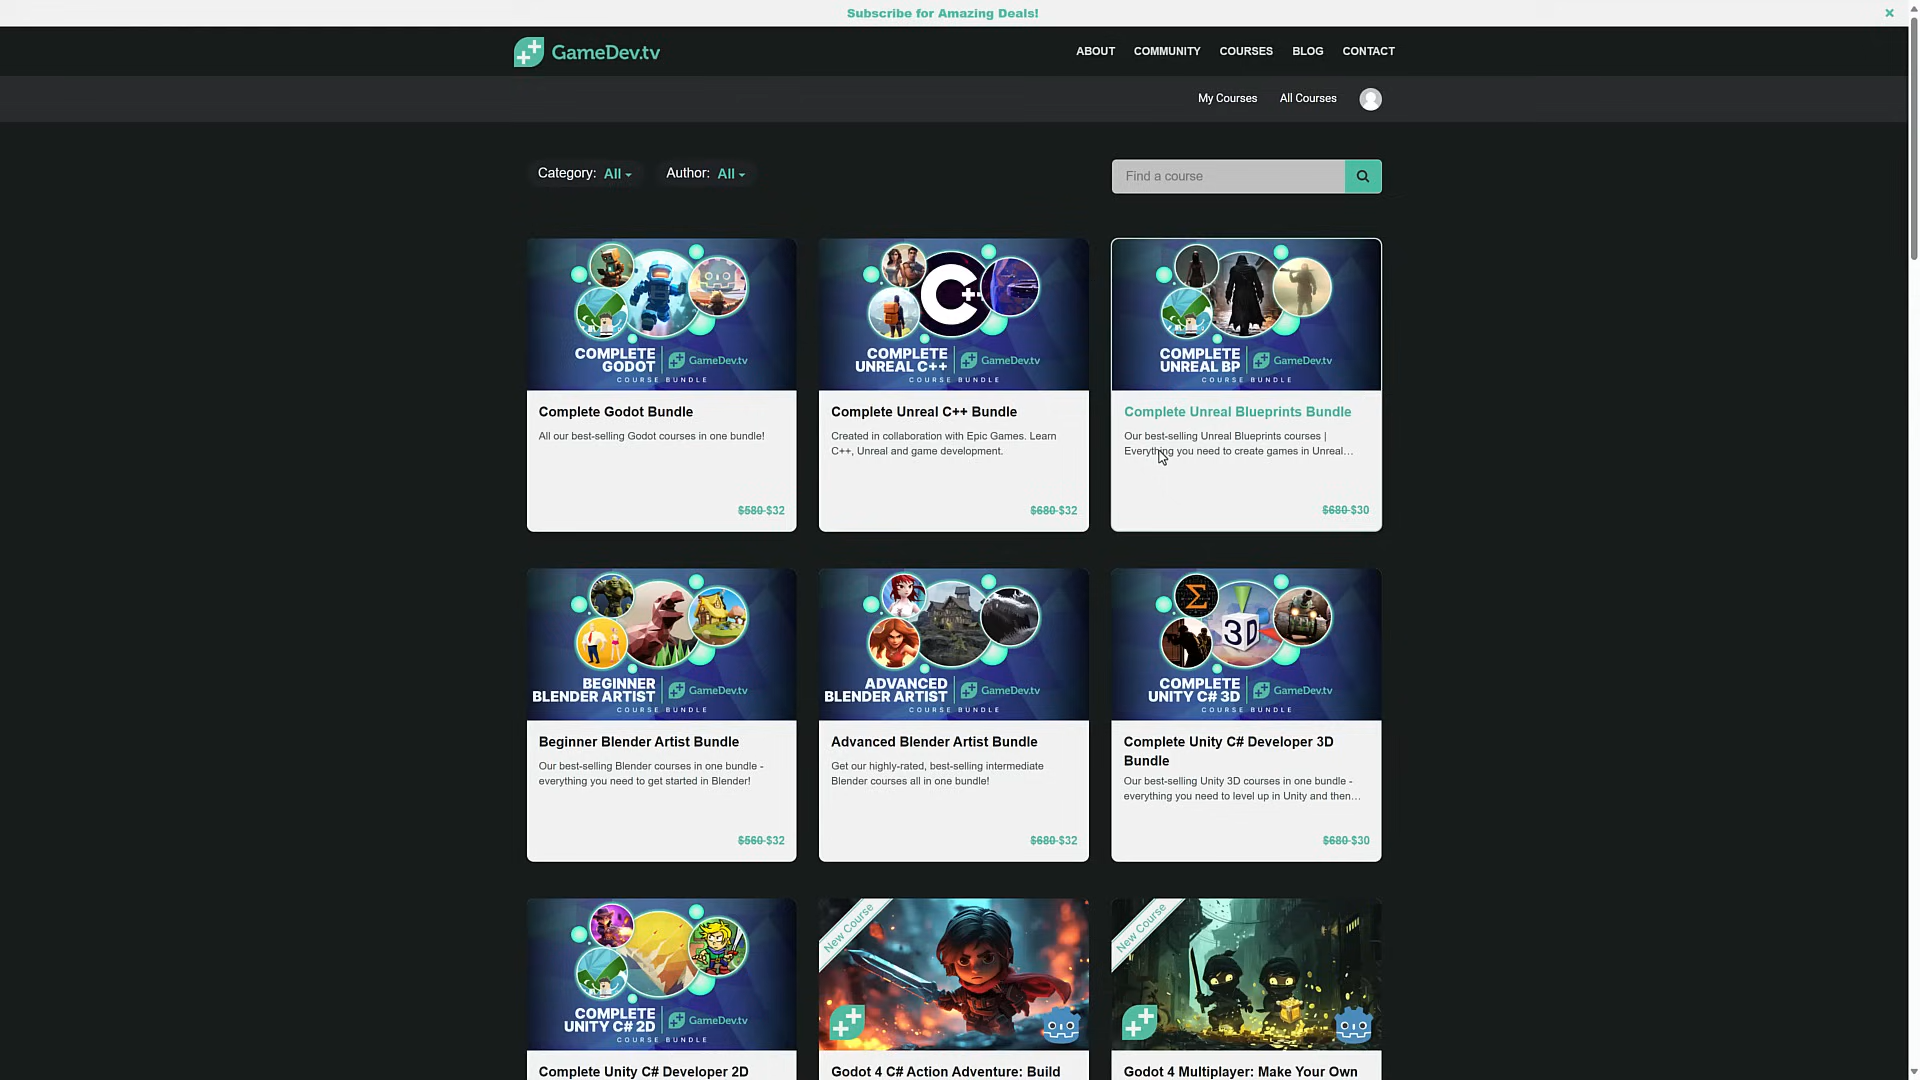 Subscribe for Amazing Deals!
×
GameDev.tv
ABOUT COMMUNITY COURSES BLOG CONTACT
My Courses All Courses
Category: All Author: All
Find a course
COMPLETE
GODOT
GameDev.tv
COURSE BUNDLE
Complete Godot Bundle
All our best-selling Godot courses in one bundle!
$580 $32
C++
COMPLETE
UNREAL C++
GameDev.tv
COURSE BUNDLE
Complete Unreal C++ Bundle
Created in collaboration with Epic Games. Learn
C++, Unreal and game development.
$680 $32
COMPLETE
UNREAL BP
GameDev.tv
COURSE BUNDLE
Complete Unreal Blueprints Bundle
Our best-selling Unreal Blueprints courses |
Everything you need to create games in Unreal…
$680 $30
BEGINNER
BLENDER ARTIST
GameDev.tv
COURSE BUNDLE
Beginner Blender Artist Bundle
Our best-selling Blender courses in one bundle -
everything you need to get started in Blender!
$560 $32
ADVANCED
BLENDER ARTIST
GameDev.tv
COURSE BUNDLE
Advanced Blender Artist Bundle
Get our highly-rated, best-selling intermediate
Blender courses all in one bundle!
$680 $32
Σ
3D
COMPLETE
UNITY C# 3D
GameDev.tv
COURSE BUNDLE
Complete Unity C# Developer 3D
Bundle
Our best-selling Unity 3D courses in one bundle -
everything you need to level up in Unity and then…
$680 $30
COMPLETE
UNITY C# 2D
GameDev.tv
COURSE BUNDLE
Complete Unity C# Developer 2D
New Course
Godot 4 C# Action Adventure: Build
New Course
Godot 4 Multiplayer: Make Your Own